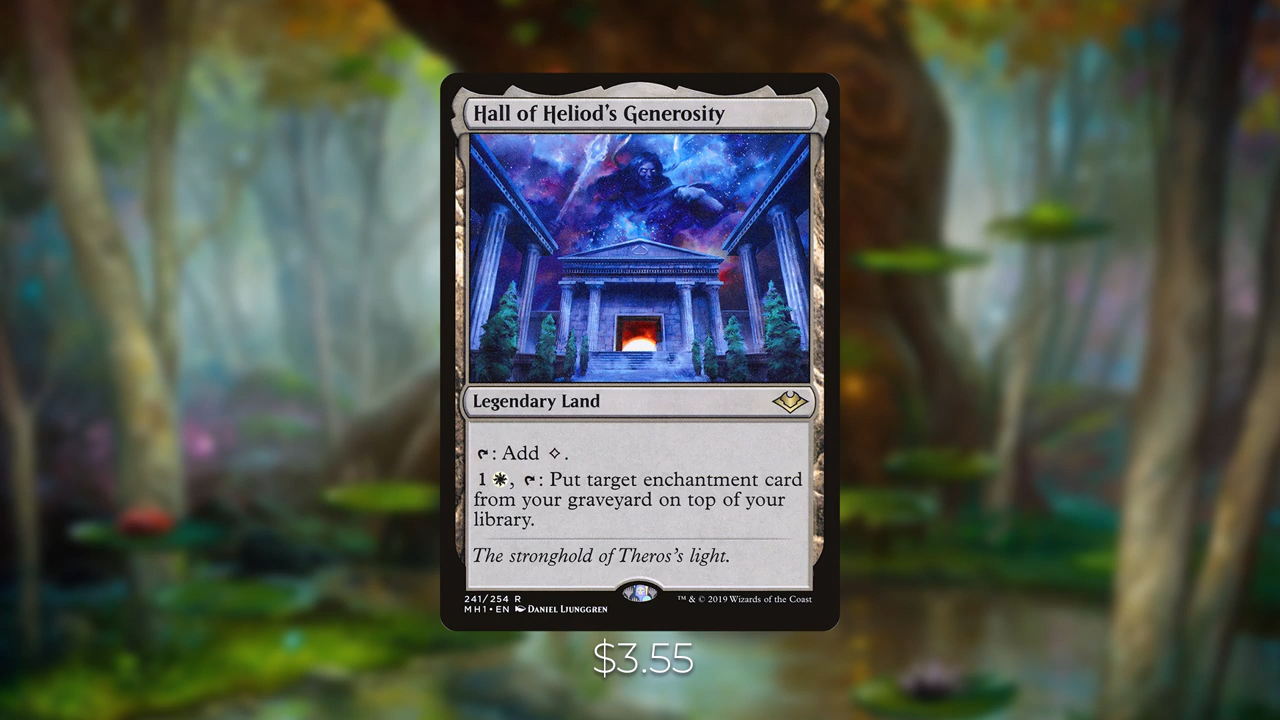 Hall of Heliod's Generosity
Legendary Land
: Add .
1 , : Put target enchantment card
from your graveyard on top of your
library.
The stronghold of Theros's light.
241/254 R
MH1 • EN Daniel Ljunggren
™ & © 2019 Wizards of the Coast
$3.55